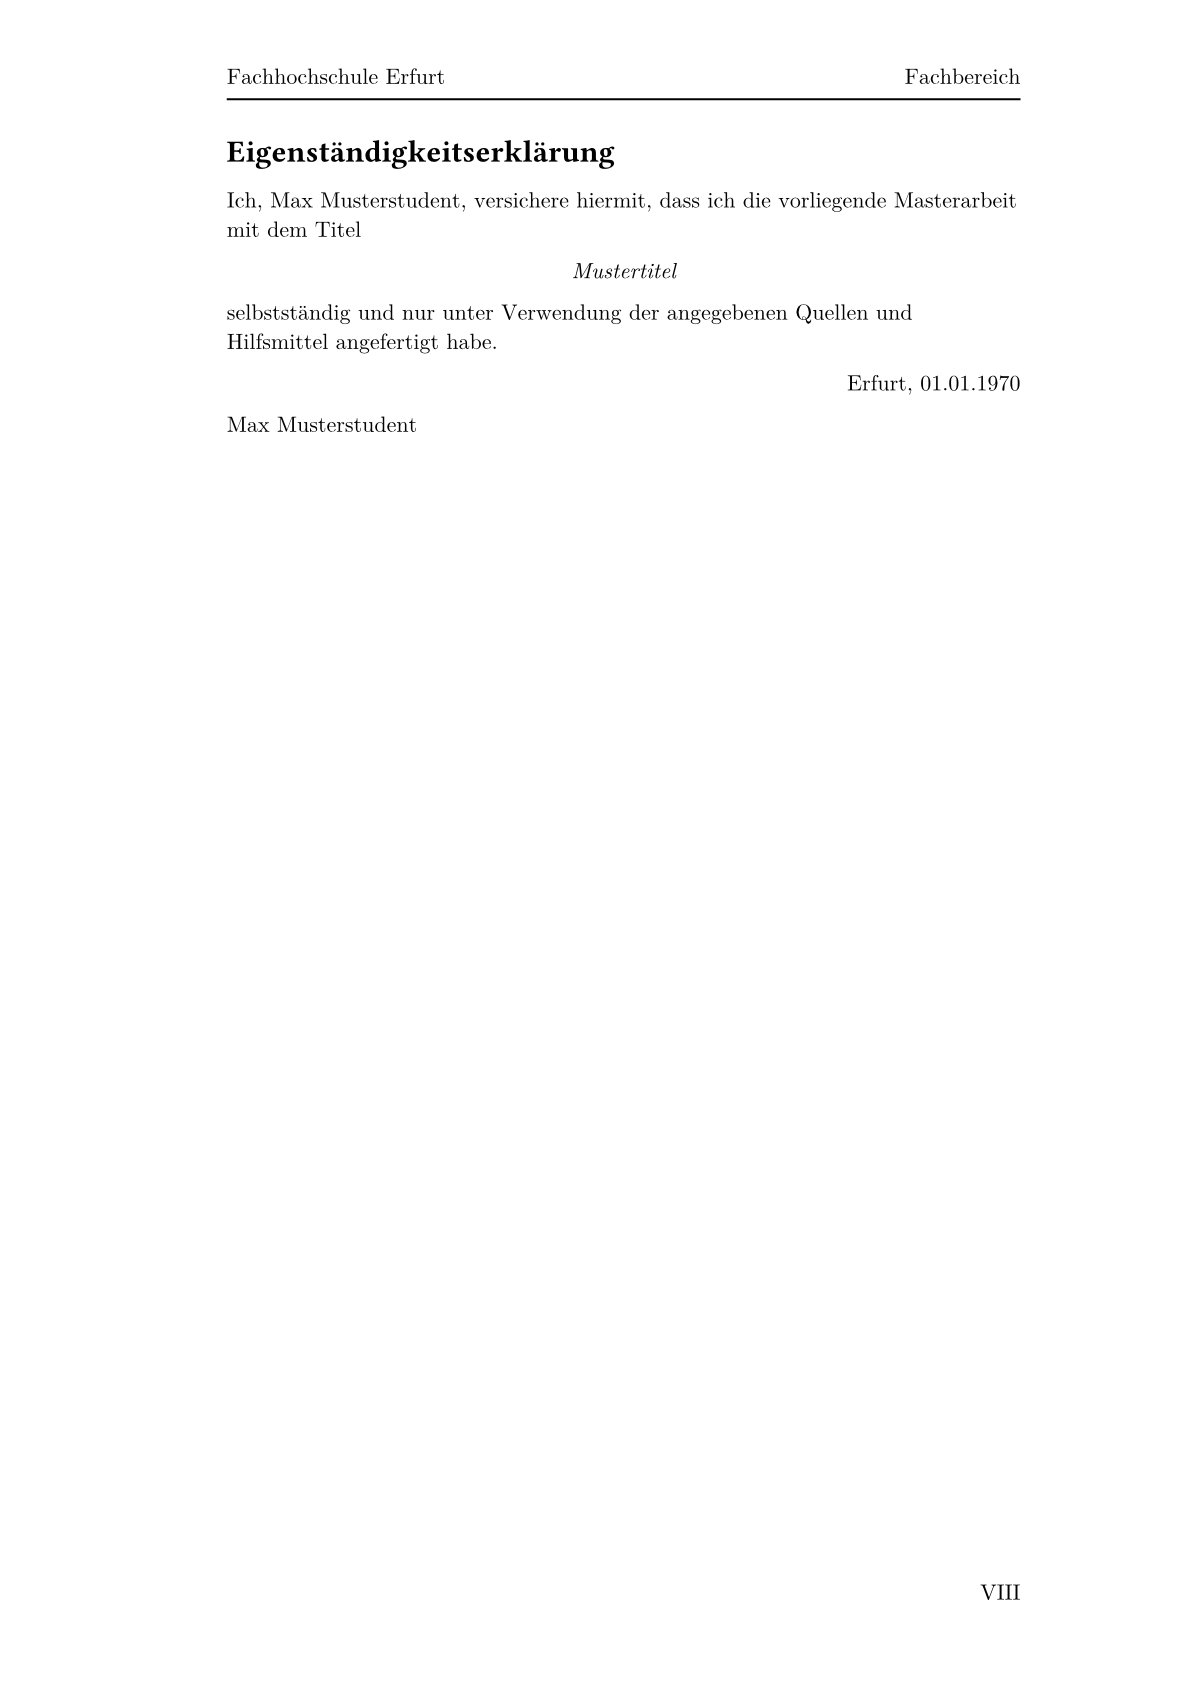 Fachhochschule Erfurt Fachbereich
Eigenständigkeitserklärung
Ich, Max Musterstudent, versichere hiermit, dass ich die vorliegende Masterarbeit
mit dem Titel
Mustertitel
selbstständig und nur unter Verwendung der angegebenen Quellen und
Hilfsmittel angefertigt habe.
Erfurt, 01.01.1970
Max Musterstudent
VIII